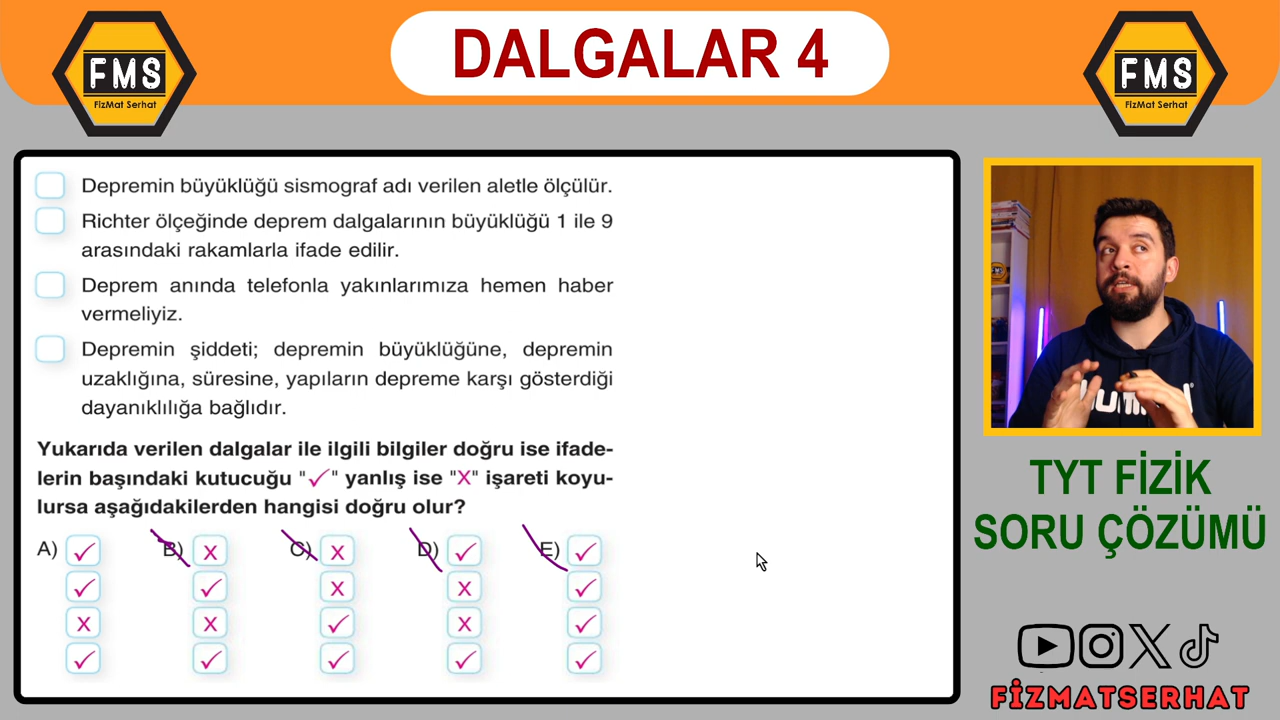 FMS
FizMat Serhat
DALGALAR 4
FMS
FizMat Serhat
Depremin büyüklüğü sismograf adı verilen aletle ölçülür.
Richter ölçeğinde deprem dalgalarının büyüklüğü 1 ile 9
arasındaki rakamlarla ifade edilir.
Deprem anında telefonla yakınlarımıza hemen haber
vermeliyiz.
Depremin şiddeti; depremin büyüklüğüne, depremin
uzaklığına, süresine, yapıların depreme karşı gösterdiği
dayanıklılığa bağlıdır.
Yukarıda verilen dalgalar ile ilgili bilgiler doğru ise ifade-
lerin başındaki kutucuğu "✓" yanlış ise "X" işareti koyu-
lursa aşağıdakilerden hangisi doğru olur?
A) ✓ B) X C) X D) ✓ E) ✓
✓ ✓ X X ✓
X X ✓ X ✓
✓ ✓ ✓ ✓ ✓
TYT FİZİK
SORU ÇÖZÜMÜ
FİZMATSERHAT